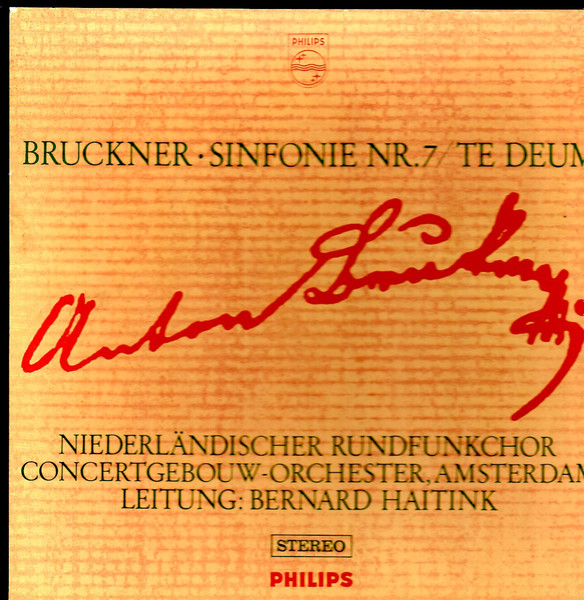 PHILIPS
BRUCKNER · SINFONIE NR.7/TE DEUM
Anton Bruckner
NIEDERLÄNDISCHER RUNDFUNKCHOR
CONCERTGEBOUW-ORCHESTER, AMSTERDAM
LEITUNG: BERNARD HAITINK
STEREO
PHILIPS